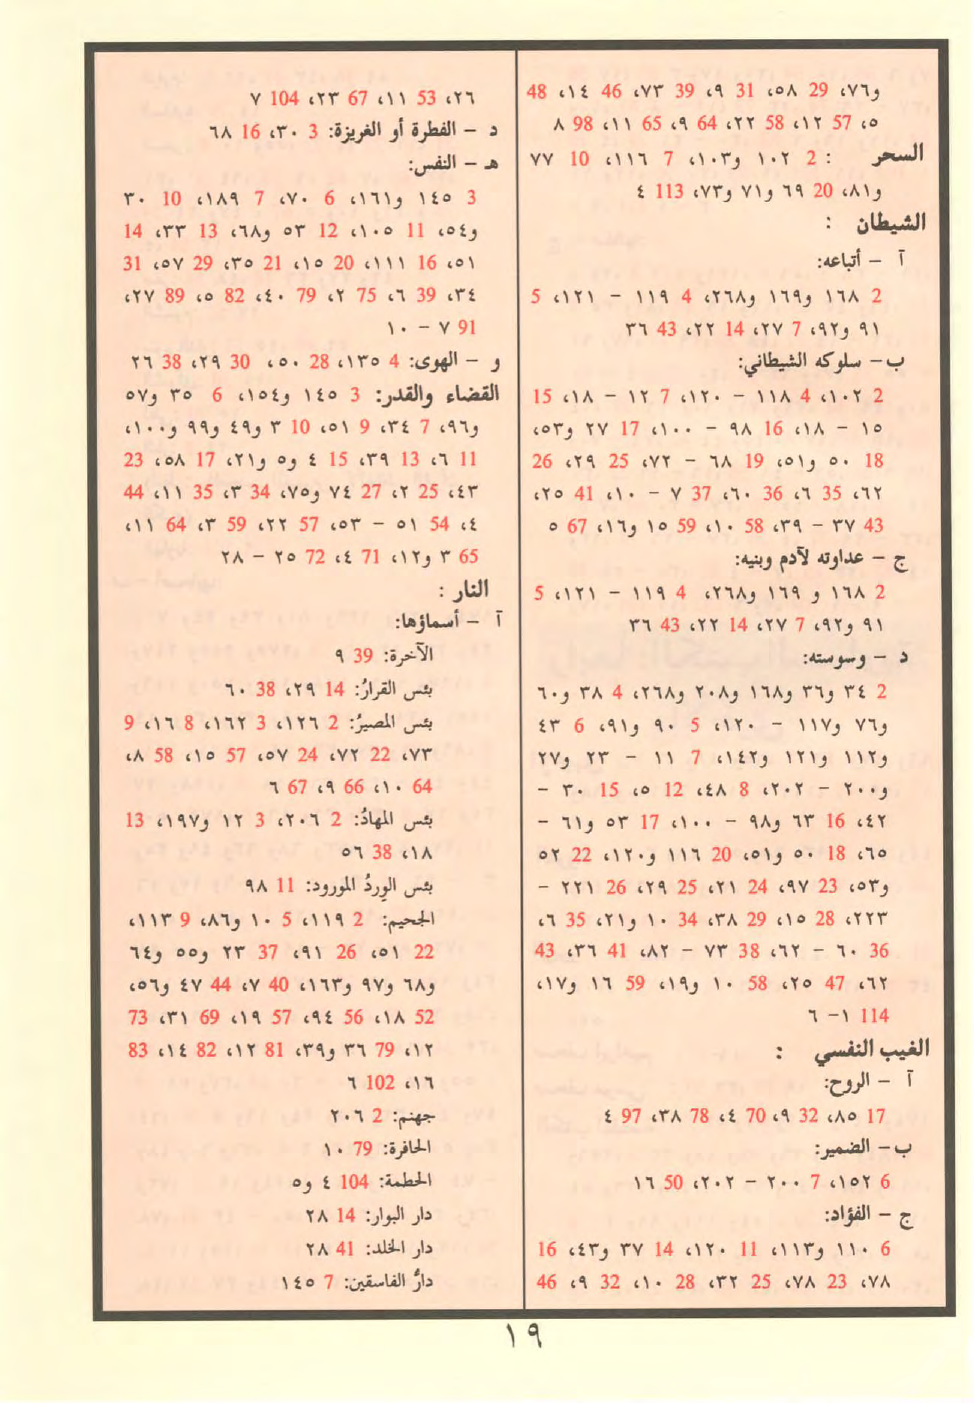 و٧٦، 29 ٥٨، 31 ٩، 39 ٧٣، 46 ١٤، 48
٥، 57 ١٢، 58 ٢٢، 64 ٩، 65 ١١، 98 ٨
السحر : 2 ١٠٢ و١٠٣، 7 ١١٦، 10 ٧٧
و٨١، 20 ٦٩ و٧١ و٧٣، 113 ٤
الشيطان :
آ – أتباعه:
2 ١٦٨ و١٦٩ و٢٦٨، 4 ١١٩ – ١٢١، 5
٩١ و٩٢، 7 ٢٧، 14 ٢٢، 43 ٣٦
ب– سلوكه الشيطاني:
2 ١٠٢، 4 ١١٨ – ١٢٠، 7 ١٢ – ١٨، 15
١٥ – ١٨، 16 ٩٨ – ١٠٠، 17 ٢٧ و٥٣،
18 ٥٠ و٥١، 19 ٦٨ – ٧٢، 25 ٢٩، 26
٦٢، 35 ٦، 36 ٦٠، 37 ٧ – ١٠، 41 ٢٥،
43 ٣٧ – ٣٩، 58 ١٠، 59 ١٥ و١٦، 67 ٥
ج – عداوته لآدم وبنيه:
2 ١٦٨ و ١٦٩ و٢٦٨، 4 ١١٩ – ١٢١، 5
٩١ و٩٢، 7 ٢٧، 14 ٢٢، 43 ٣٦
د – وسوسته:
2 ٣٤ و٣٦ و١٦٨ و٢٠٨ و٢٦٨، 4 ٣٨ و٦٠
و٧٦ و١١٧ – ١٢٠، 5 ٩٠ و٩١، 6 ٤٣
و١١٢ و١٢١ و١٤٢، 7 ١١ – ٢٣ و٢٧
و٢٠٠ – ٢٠٢، 8 ٤٨، 12 ٥، 15 ٣٠ –
٤٢، 16 ٦٣ و٩٨ – ١٠٠، 17 ٥٣ و٦١ –
٦٥، 18 ٥٠ و٥١، 20 ١١٦ و١٢٠، 22 ٥٢
و٥٣، 23 ٩٧، 24 ٢١، 25 ٢٩، 26 ٢٢١ –
٢٢٣، 28 ١٥، 29 ٣٨، 34 ١٠ و٢١، 35 ٦،
36 ٦٠ – ٦٢، 38 ٧٣ – ٨٢، 41 ٣٦، 43
٦٢، 47 ٢٥، 58 ١٠ و١٩، 59 ١٦ و١٧،
114 ١– ٦
الغيب النفسي :
آ – الروح:
17 ٨٥، 32 ٩، 70 ٤، 78 ٣٨، 97 ٤
ب– الضمير:
6 ١٥٢، 7 ٢٠٠ – ٢٠٢، 50 ١٦
ج – الفؤاد:
6 ١١٠ و١١٣، 11 ١٢٠، 14 ٣٧ و٤٣، 16
٧٨، 23 ٧٨، 25 ٣٢، 28 ١٠، 32 ٩، 46
٢٦، 53 ١١، 67 ٢٣، 104 ٧
د – الفطرة أو الغريزة: 3 ٣٠، 16 ٦٨
هـ – النفس:
3 ١٤٥ و١٦١، 6 ٧٠، 7 ١٨٩، 10 ٣٠
و٥٤، 11 ١٠٥، 12 ٥٣ و٦٨، 13 ٣٣، 14
٥١، 16 ١١١، 20 ١٥، 21 ٣٥، 29 ٥٧، 31
٣٤، 39 ٦، 75 ٢، 79 ٤٠، 82 ٥، 89 ٢٧،
91 ٧ – ١٠
و – الهوى: 4 ١٣٥، 28 ٥٠، 30 ٢٩، 38 ٢٦
القضاء والقدر: 3 ١٤٥ و١٥٤، 6 ٣٥ و٥٧
و٩٦، 7 ٣٤، 9 ٥١، 10 ٣ و٤٩ و٩٩ و١٠٠،
11 ٦، 13 ٣٩، 15 ٤ و٥ و٢١، 17 ٥٨، 23
٤٣، 25 ٢، 27 ٧٤ و٧٥، 34 ٣، 35 ١١، 44
٤، 54 ٥١ – ٥٣، 57 ٢٢، 59 ٣، 64 ١١،
65 ٣ و١٢، 71 ٤، 72 ٢٥ – ٢٨
النار :
آ – أسماؤها:
الآخرة: 39 ٩
بئس القرارُ: 14 ٢٩، 38 ٦٠
بئس المصيرُ: 2 ١٢٦، 3 ١٦٢، 8 ١٦، 9
٧٣، 22 ٧٢، 24 ٥٧، 57 ١٥، 58 ٨،
64 ١٠، 66 ٩، 67 ٦
بئس المهادُ: 2 ٢٠٦، 3 ١٢ و١٩٧، 13
١٨، 38 ٥٦
بئس الوِردُ المورود: 11 ٩٨
الجحيم: 2 ١١٩، 5 ١٠ و٨٦، 9 ١١٣،
22 ٥١، 26 ٩١، 37 ٢٣ و٥٥ و٦٤
و٦٨ و٩٧ و١٦٣، 40 ٧، 44 ٤٧ و٥٦،
52 ١٨، 56 ٩٤، 57 ١٩، 69 ٣١، 73
١٢، 79 ٣٦ و٣٩، 81 ١٢، 82 ١٤، 83
١٦، 102 ٦
جهنم: 2 ٢٠٦
الحافرة: 79 ١٠
الحطمة: 104 ٤ و٥
دار البوار: 14 ٢٨
دار الخلد: 41 ٢٨
دارُ الفاسقين: 7 ١٤٥
١٩